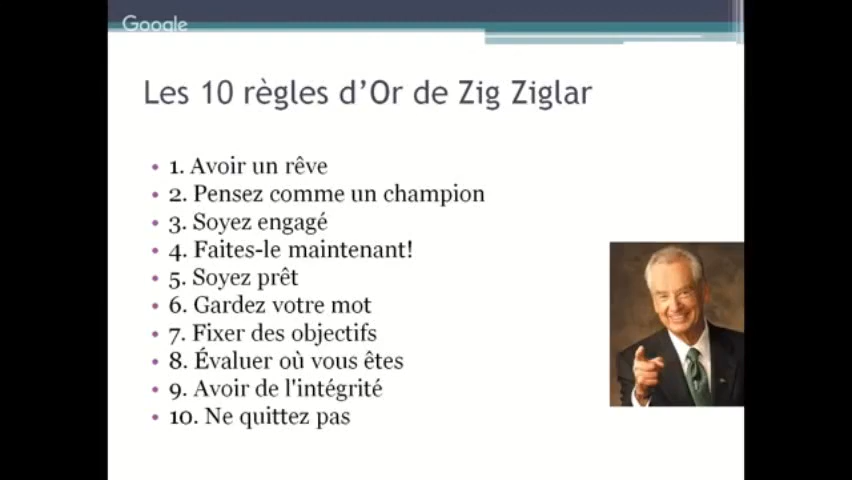 Google
Les 10 règles d'Or de Zig Ziglar
• 1. Avoir un rêve
• 2. Pensez comme un champion
• 3. Soyez engagé
• 4. Faites-le maintenant!
• 5. Soyez prêt
• 6. Gardez votre mot
• 7. Fixer des objectifs
• 8. Évaluer où vous êtes
• 9. Avoir de l'intégrité
• 10. Ne quittez pas